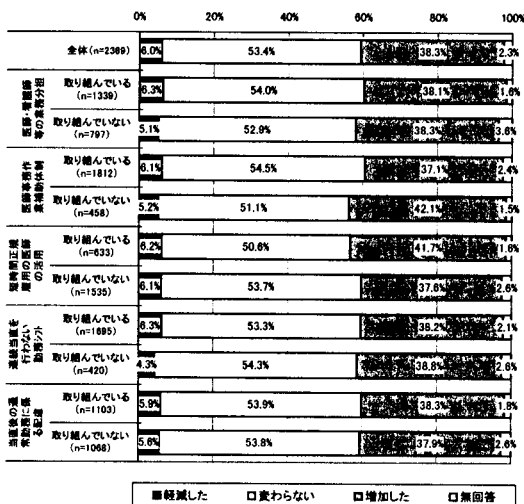 0% 20% 40% 60% 80% 100%
全体(n=2369) 6.0% 53.4% 38.3% 2.3%
医師・看護師等の業務分担
取り組んでいる(n=1339) 6.3% 54.0% 38.1% 1.6%
取り組んでいない(n=797) 5.1% 52.9% 38.3% 3.6%
医師事務作業補助体制
取り組んでいる(n=1812) 6.1% 54.5% 37.1% 2.4%
取り組んでいない(n=458) 5.2% 51.1% 42.1% 1.5%
短時間正規雇用の医師の活用
取り組んでいる(n=633) 6.2% 50.6% 41.7% 1.6%
取り組んでいない(n=1535) 6.1% 53.7% 37.6% 2.6%
連続当直を行わない勤務シフト
取り組んでいる(n=1695) 6.3% 53.3% 38.2% 2.1%
取り組んでいない(n=420) 4.3% 54.3% 38.8% 2.6%
当直後の通常勤務に係る配慮
取り組んでいる(n=1103) 5.9% 53.9% 38.3% 1.8%
取り組んでいない(n=1068) 5.6% 53.8% 37.9% 2.6%
軽減した 変わらない 増加した 無回答